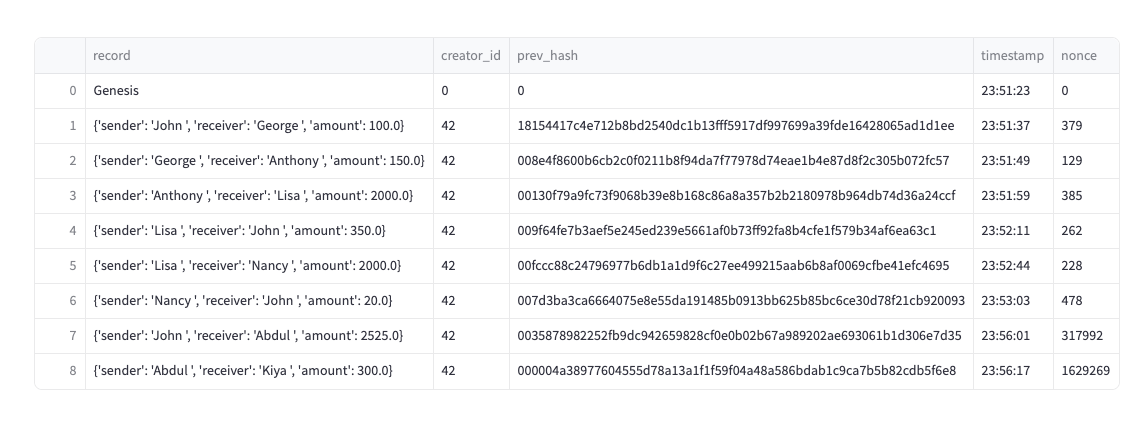 record creator_id prev_hash timestamp nonce
0 Genesis 0 0 23:51:23 0
1 {'sender': 'John ', 'receiver': 'George ', 'amount': 100.0} 42 18154417c4e712b8bd2540dc1b13fff5917df997699a39fde16428065ad1d1ee 23:51:37 379
2 {'sender': 'George ', 'receiver': 'Anthony ', 'amount': 150.0} 42 008e4f8600b6cb2c0f0211b8f94da7f77978d74eae1b4e87d8f2c305b072fc57 23:51:49 129
3 {'sender': 'Anthony ', 'receiver': 'Lisa ', 'amount': 2000.0} 42 00130f79a9fc73f9068b39e8b168c86a8a357b2b2180978b964db74d36a24ccf 23:51:59 385
4 {'sender': 'Lisa ', 'receiver': 'John ', 'amount': 350.0} 42 009f64fe7b3aef5e245ed239e5661af0b73ff92fa8b4cfe1f579b34af6ea63c1 23:52:11 262
5 {'sender': 'Lisa ', 'receiver': 'Nancy ', 'amount': 2000.0} 42 00fccc88c24796977b6db1a1d9f6c27ee499215aab6b8af0069cfbe41efc4695 23:52:44 228
6 {'sender': 'Nancy ', 'receiver': 'John ', 'amount': 20.0} 42 007d3ba3ca6664075e8e55da191485b0913bb625b85bc6ce30d78f21cb920093 23:53:03 478
7 {'sender': 'John ', 'receiver': 'Abdul ', 'amount': 2525.0} 42 0035878982252fb9dc942659828cf0e0b02b67a989202ae693061b1d306e7d35 23:56:01 317992
8 {'sender': 'Abdul ', 'receiver': 'Kiya ', 'amount': 300.0} 42 000004a38977604555d78a13a1f1f59f04a48a586bdab1c9ca7b5b82cdb5f6e8 23:56:17 1629269